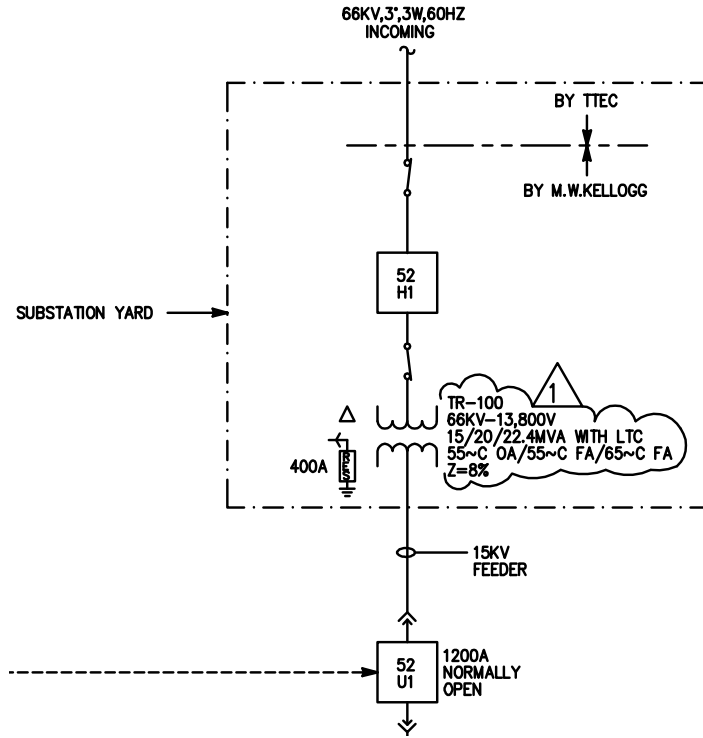 66KV,3°,3W,60HZ
INCOMING
BY TTEC
BY M.W.KELLOGG
52
H1
SUBSTATION YARD
1
TR-100
66KV-13,800V
15/20/22.4MVA WITH LTC
55~C OA/55~C FA/65~C FA
Z=8%
400A
RES
15KV
FEEDER
52
U1
1200A
NORMALLY
OPEN